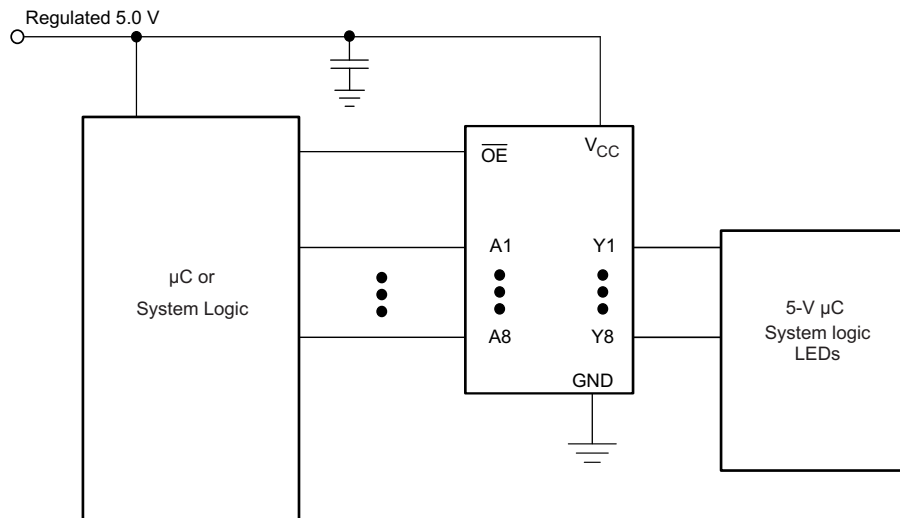 Regulated 5.0 V
OE
VCC
A1
Y1
µC or
System Logic
A8
Y8
5-V µC
System logic
LEDs
GND